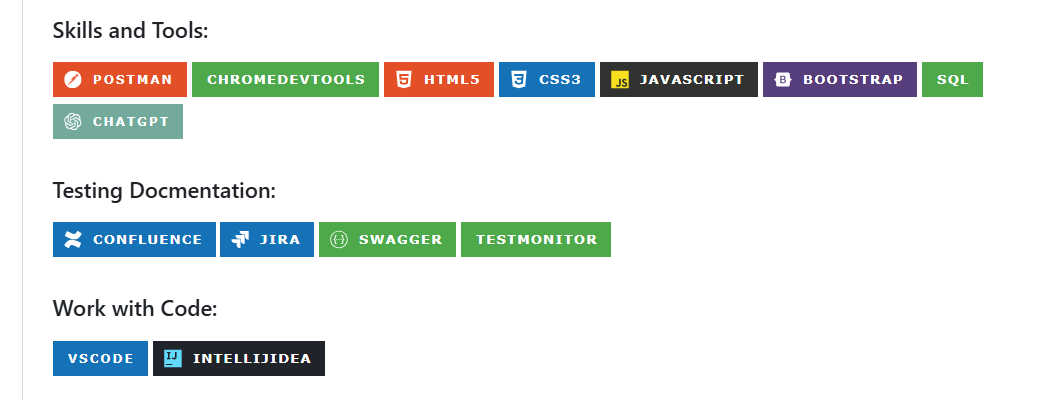 Skills and Tools:
POSTMAN CHROMEDEVTOOLS HTML5 CSS3 JS JAVASCRIPT B BOOTSTRAP SQL
CHATGPT
Testing Docmentation:
CONFLUENCE JIRA {··} SWAGGER TESTMONITOR
Work with Code:
VSCODE IJ INTELLIJIDEA